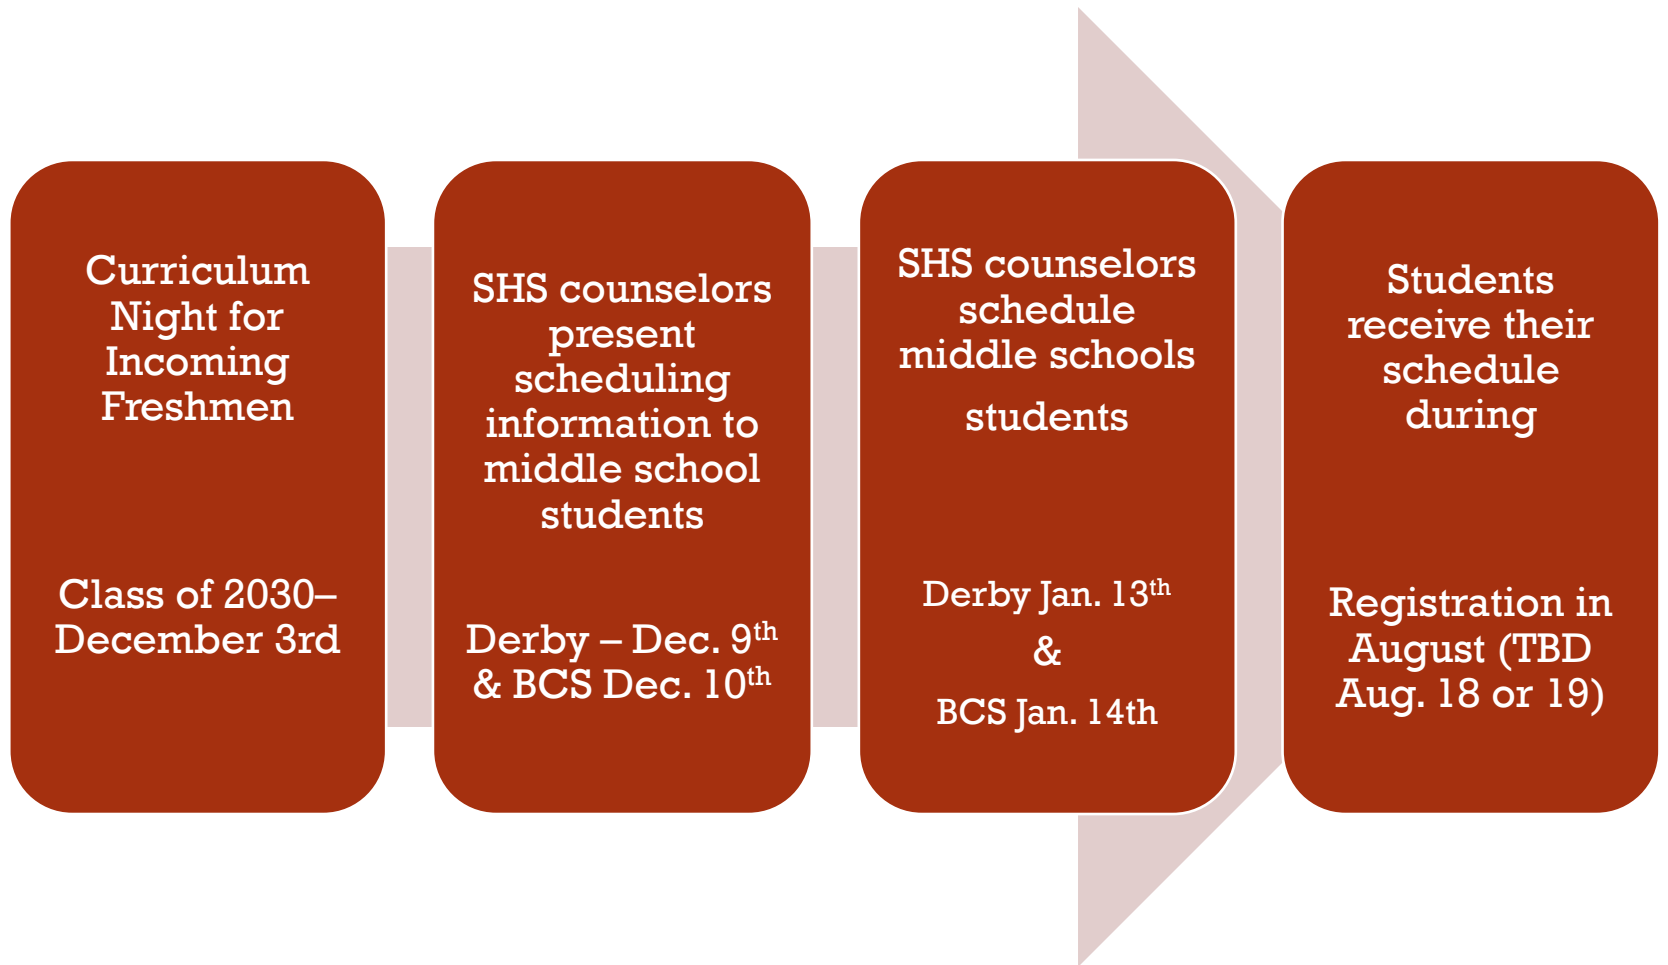 Curriculum
Night for
Incoming
Freshmen
Class of 2030–
December 3rd
SHS counselors
present
scheduling
information to
middle school
students
Derby – Dec. 9th
& BCS Dec. 10th
SHS counselors
schedule
middle schools
students
Derby Jan. 13th
&
BCS Jan. 14th
Students
receive their
schedule
during
Registration in
August (TBD
Aug. 18 or 19)